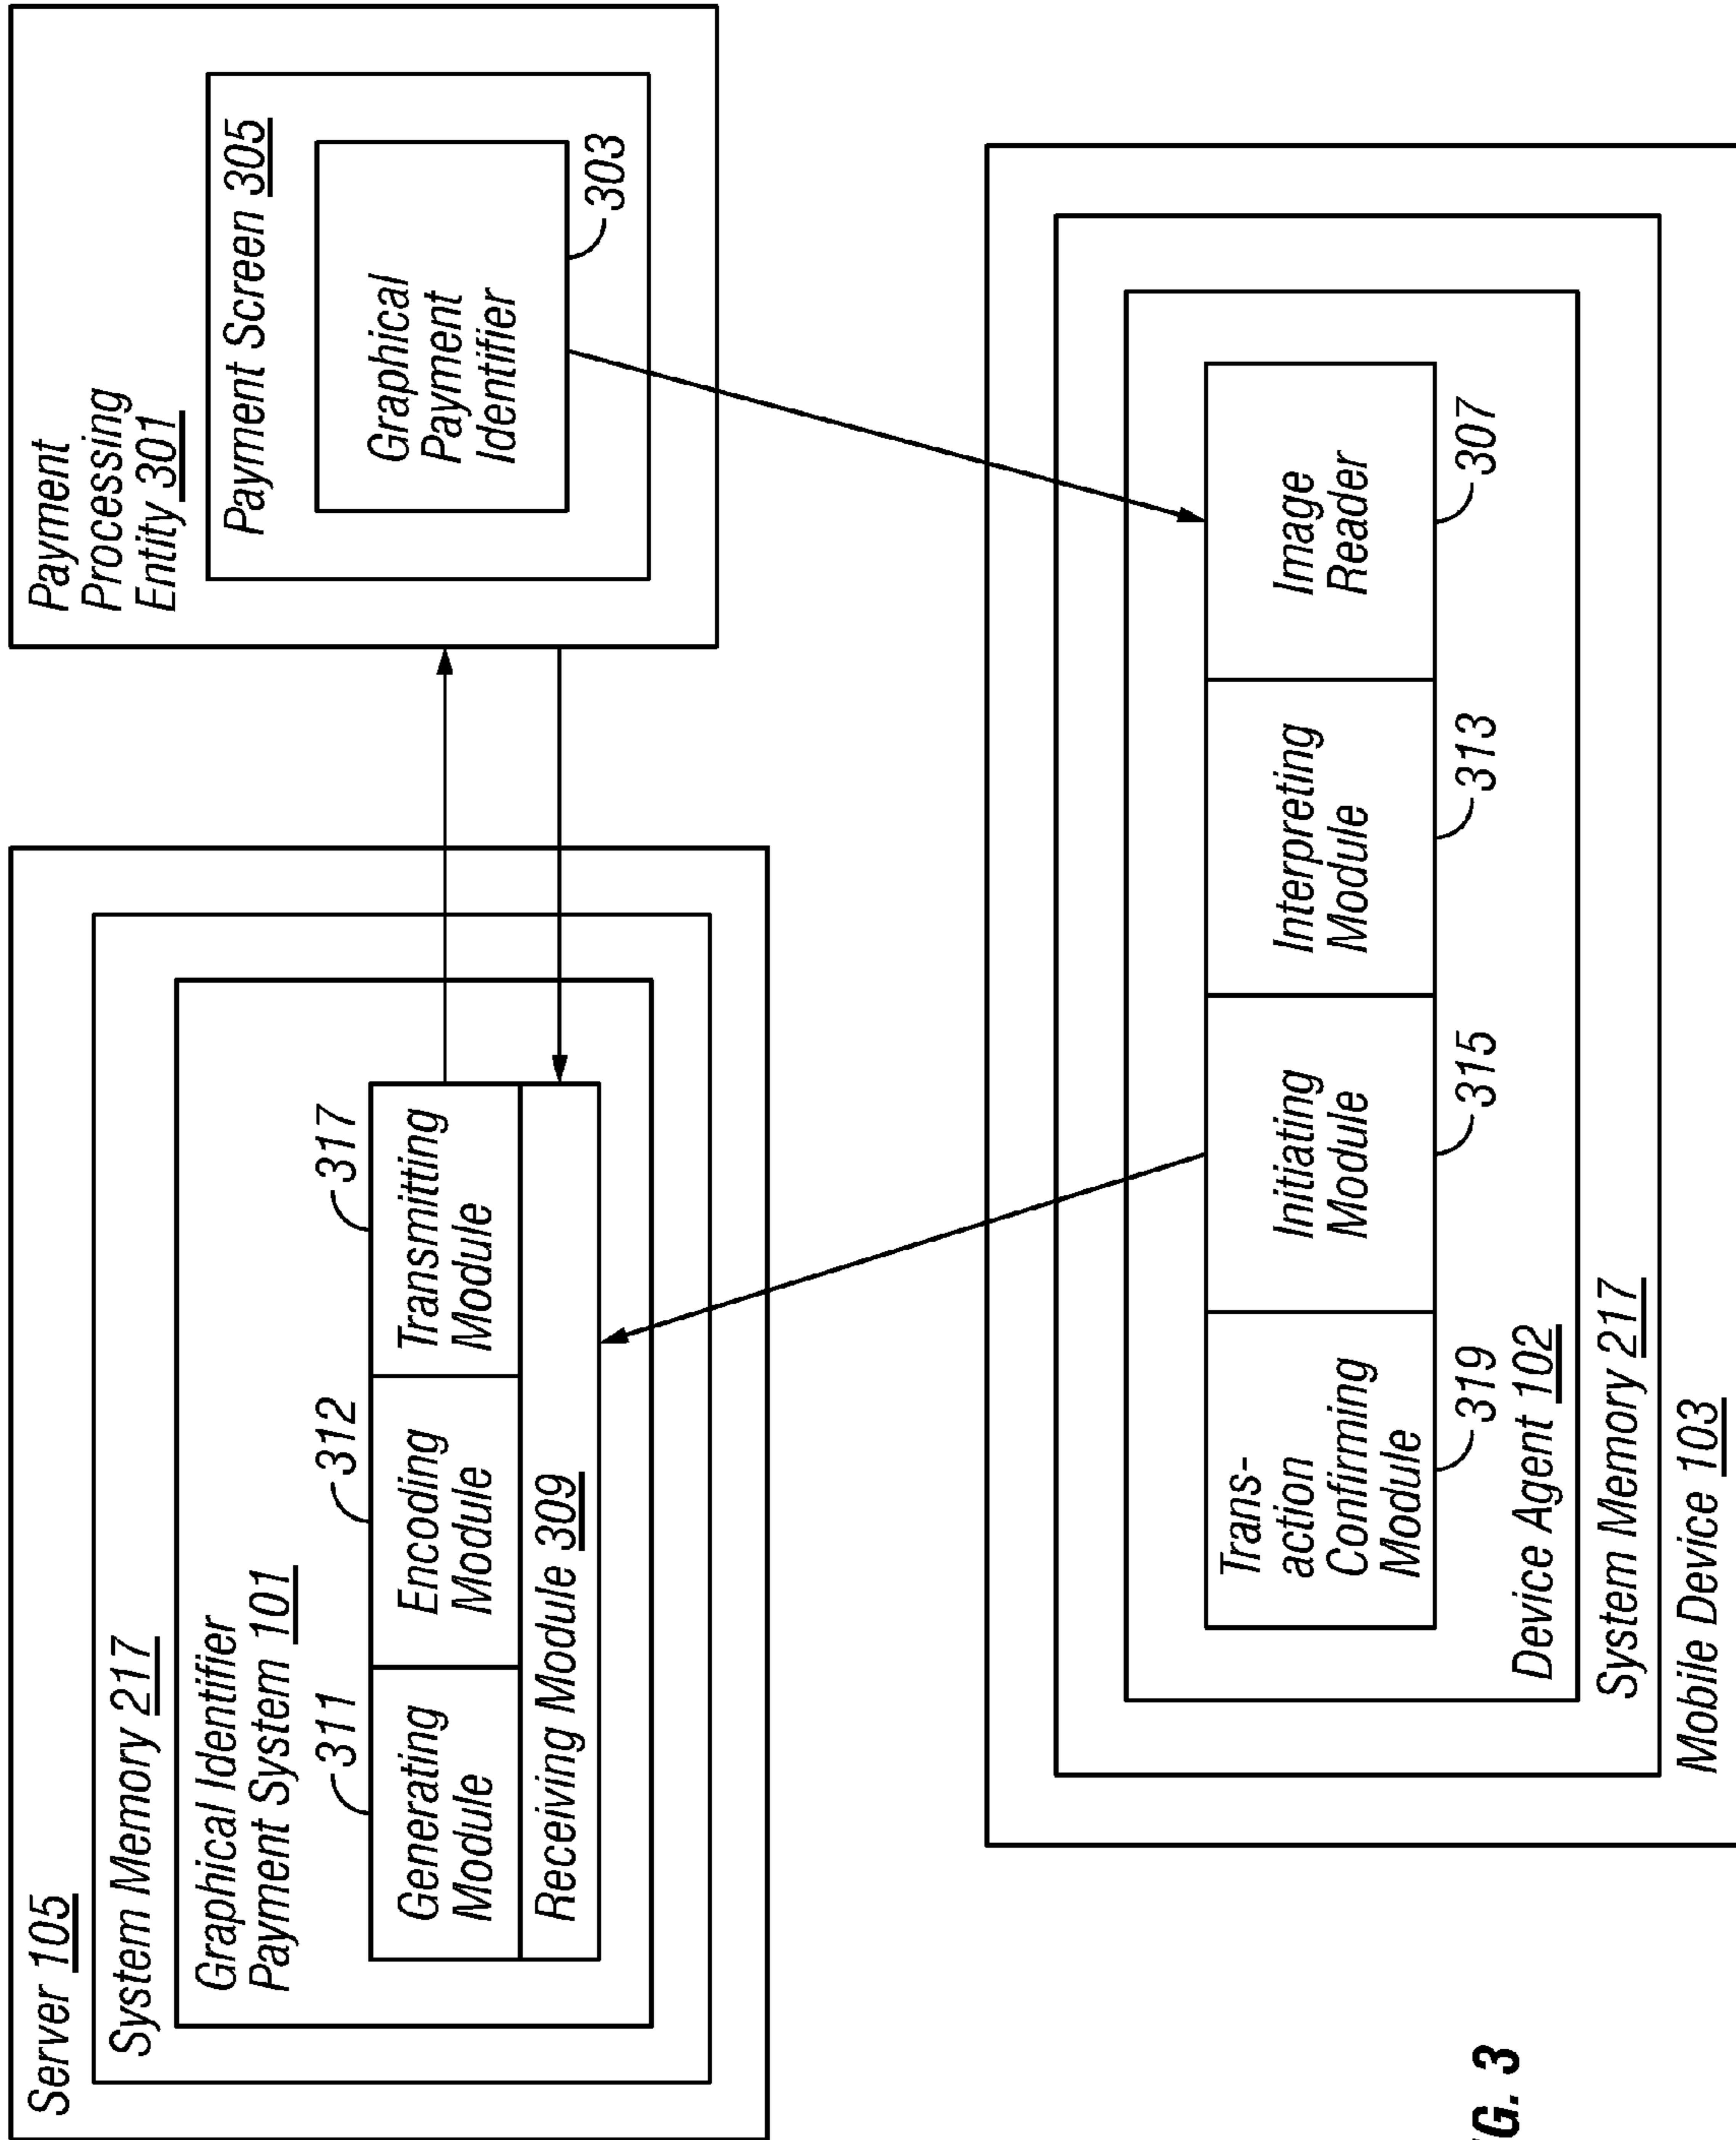 Server 105
System Memory 217
Graphical Identifier
Payment System 101
311
312
317
Generating
Module
Encoding
Module
Transmitting
Module
Receiving Module 309
Payment
Processing
Entity 301
Payment Screen 305
Graphical
Payment
Identifier
303
Trans-
action
Confirming
Module
Initiating
Module
Interpreting
Module
Image
Reader
319
315
313
307
Device Agent 102
System Memory 217
Mobile Device 103
IG. 3